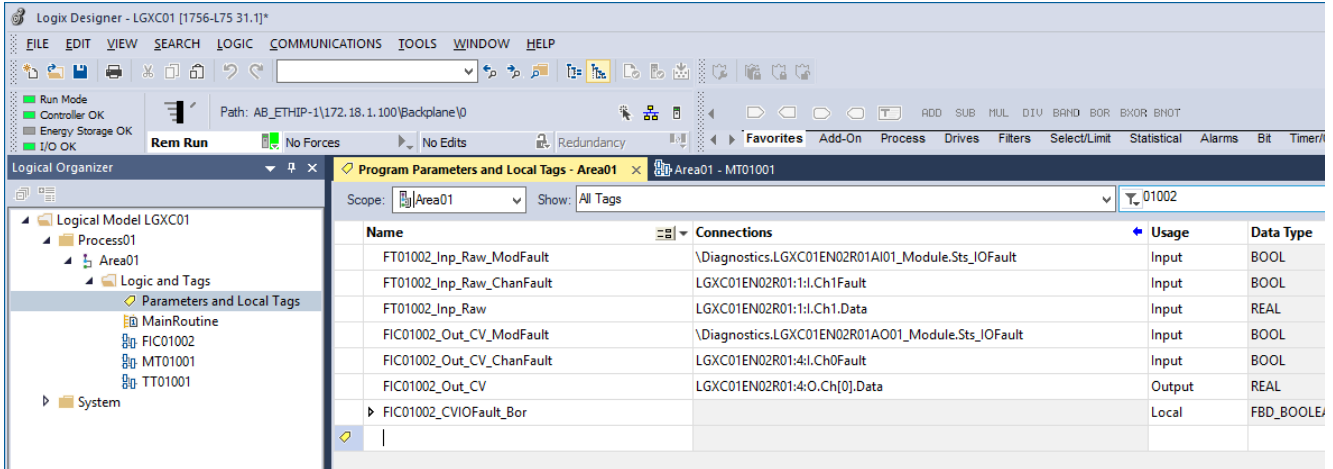 Logix Designer - LGXC01 [1756-L75 31.1]*
FILE EDIT VIEW SEARCH LOGIC COMMUNICATIONS TOOLS WINDOW HELP
Run Mode
Controller OK
Energy Storage OK
I/O OK
Path: AB_ETHIP-1\172.18.1.100\Backplane\0
Rem Run No Forces No Edits Redundancy
ADD SUB MUL DIV BAND BOR BXOR BNOT
Favorites Add-On Process Drives Filters Select/Limit Statistical Alarms Bit Timer/
Logical Organizer
Logical Model LGXC01
Process01
Area01
Logic and Tags
Parameters and Local Tags
MainRoutine
FIC01002
MT01001
TT01001
System
Program Parameters and Local Tags - Area01 Area01 - MT01001
Scope: Area01 Show: All Tags 01002
Name Connections Usage Data Type
FT01002_Inp_Raw_ModFault \Diagnostics.LGXC01EN02R01AI01_Module.Sts_IOFault Input BOOL
FT01002_Inp_Raw_ChanFault LGXC01EN02R01:1:I.Ch1Fault Input BOOL
FT01002_Inp_Raw LGXC01EN02R01:1:I.Ch1.Data Input REAL
FIC01002_Out_CV_ModFault \Diagnostics.LGXC01EN02R01AO01_Module.Sts_IOFault Input BOOL
FIC01002_Out_CV_ChanFault LGXC01EN02R01:4:I.Ch0Fault Input BOOL
FIC01002_Out_CV LGXC01EN02R01:4:O.Ch[0].Data Output REAL
FIC01002_CVIOFault_Bor Local FBD_BOOLEA